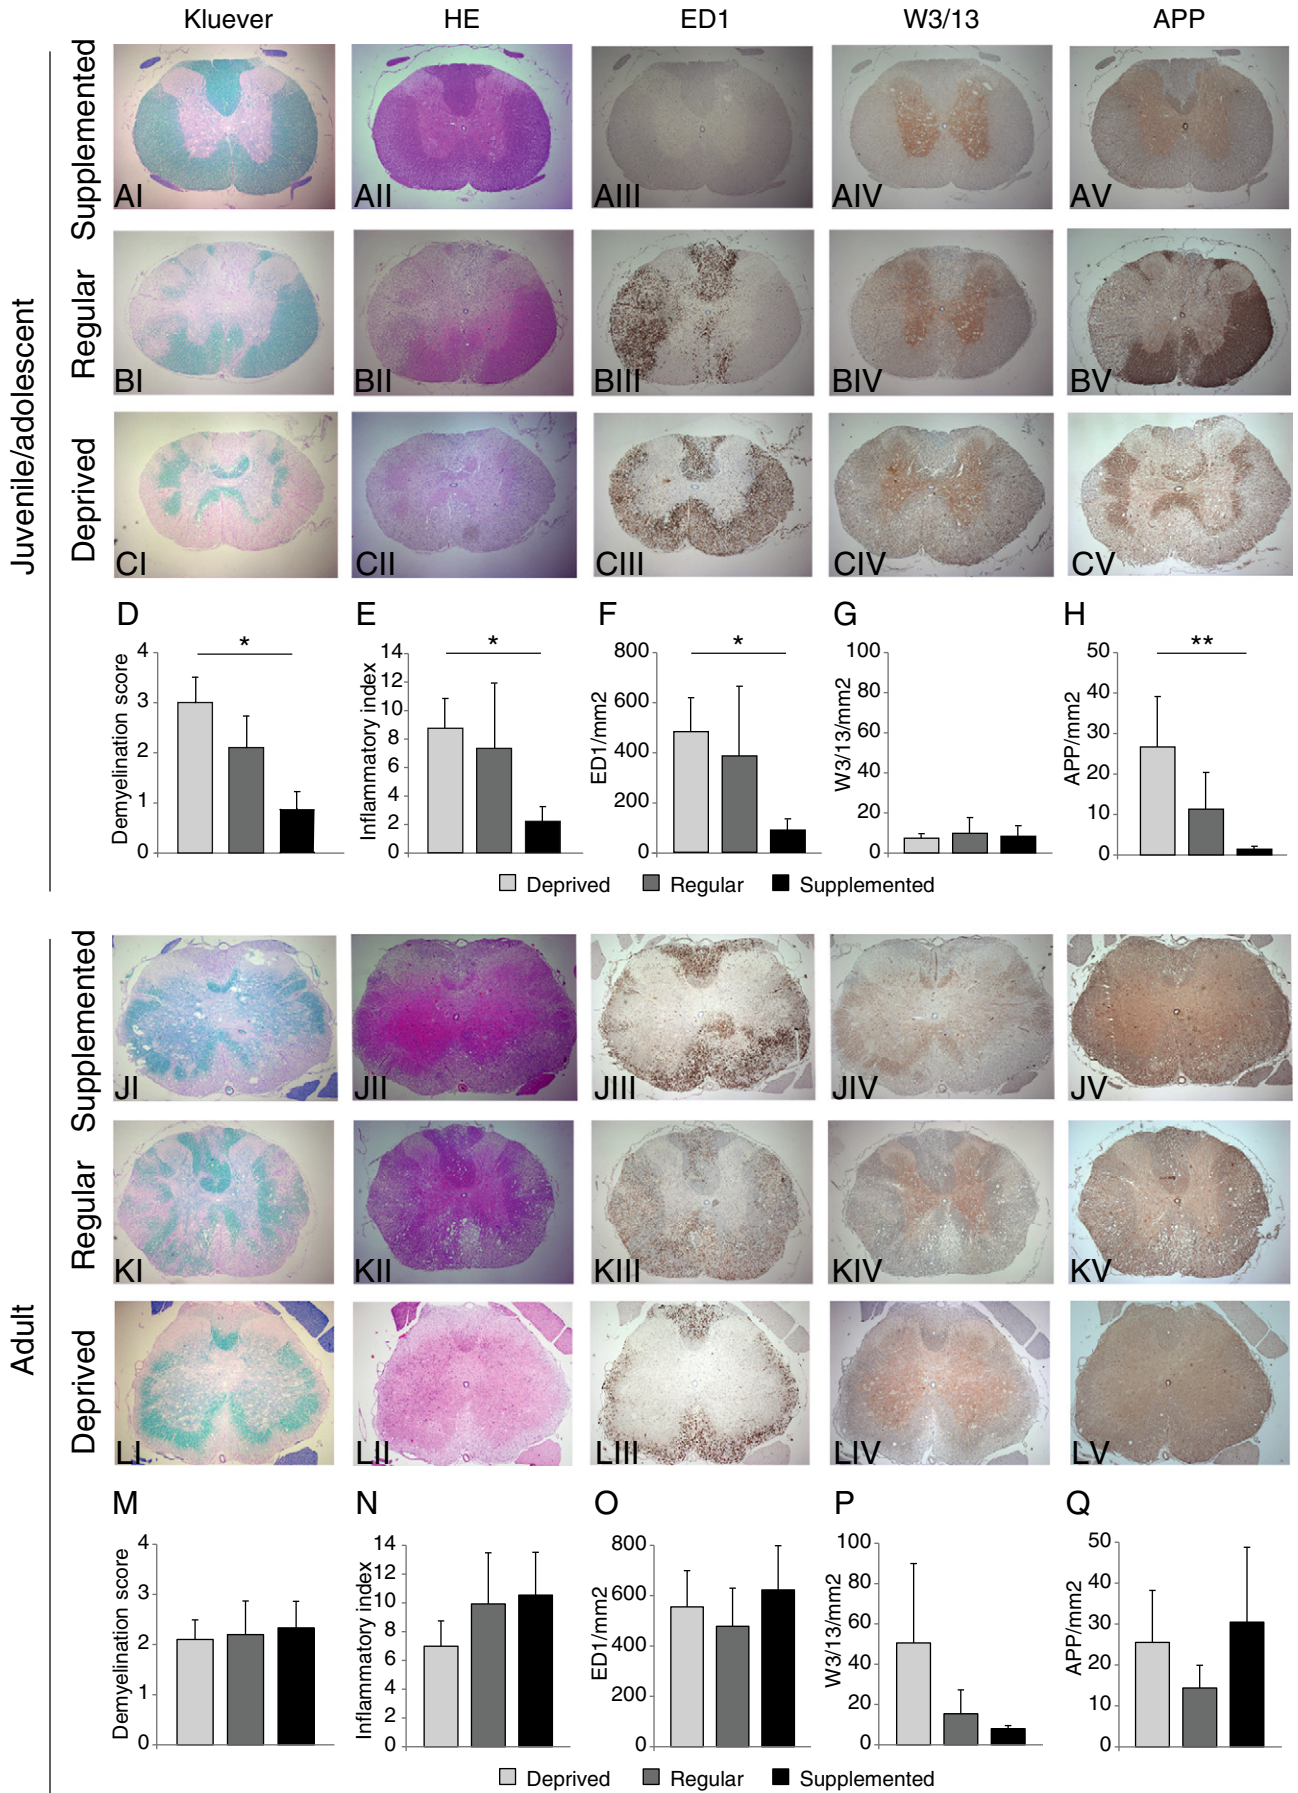 Kluever HE ED1 W3/13 APP
Juvenile/adolescent
Supplemented
AI AII AIII AIV AV
Regular
BI BII BIII BIV BV
Deprived
CI CII CIII CIV CV
D E F G H
Demyelination score
4
3
2
1
0
*
Inflammatory index
14
12
10
8
6
4
2
0
*
ED1/mm2
800
600
400
200
0
*
W3/13/mm2
100
80
60
40
20
0
APP/mm2
50
40
30
20
10
0
**
Deprived Regular Supplemented
Adult
Supplemented
JI JII JIII JIV JV
Regular
KI KII KIII KIV KV
Deprived
LI LII LIII LIV LV
M N O P Q
Demyelination score
4
3
2
1
0
Inflammatory index
14
12
10
8
6
4
2
0
ED1/mm2
800
600
400
200
0
W3/13/mm2
100
80
60
40
20
0
APP/mm2
50
40
30
20
10
0
Deprived Regular Supplemented